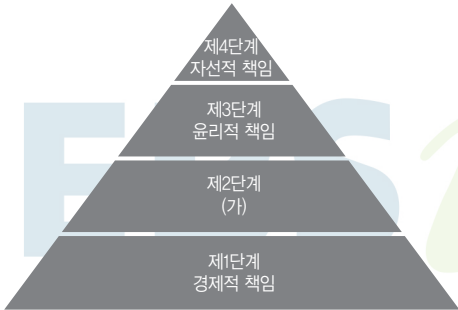 제4단계
자선적 책임
제3단계
윤리적 책임
제2단계
(가)
제1단계
경제적 책임